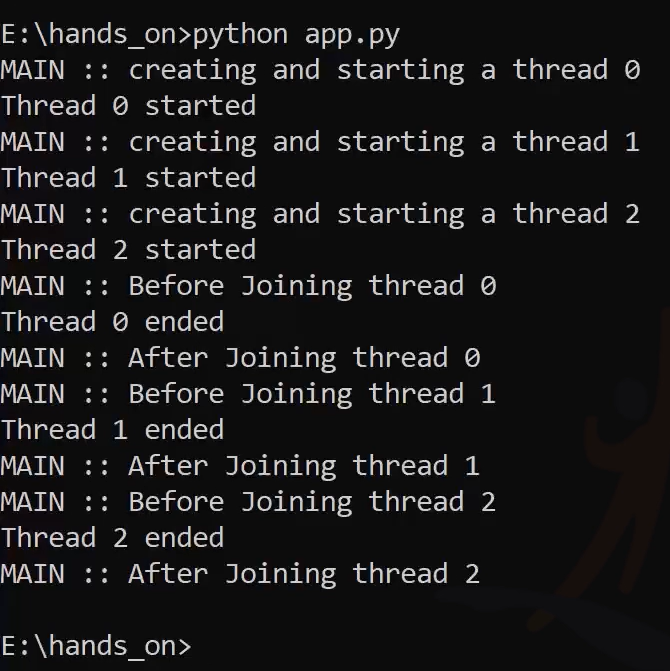 E:\hands_on>python app.py
MAIN :: creating and starting a thread 0
Thread 0 started
MAIN :: creating and starting a thread 1
Thread 1 started
MAIN :: creating and starting a thread 2
Thread 2 started
MAIN :: Before Joining thread 0
Thread 0 ended
MAIN :: After Joining thread 0
MAIN :: Before Joining thread 1
Thread 1 ended
MAIN :: After Joining thread 1
MAIN :: Before Joining thread 2
Thread 2 ended
MAIN :: After Joining thread 2
E:\hands_on>